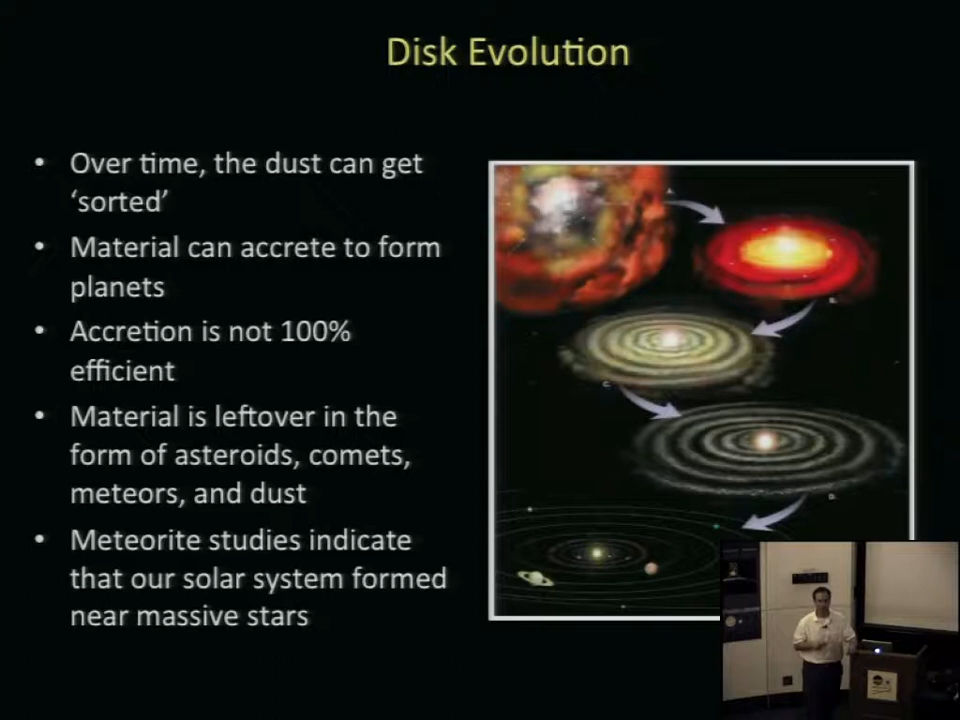 Disk Evolution
• Over time, the dust can get
‘sorted’
• Material can accrete to form
planets
• Accretion is not 100%
efficient
• Material is leftover in the
form of asteroids, comets,
meteors, and dust
• Meteorite studies indicate
that our solar system formed
near massive stars